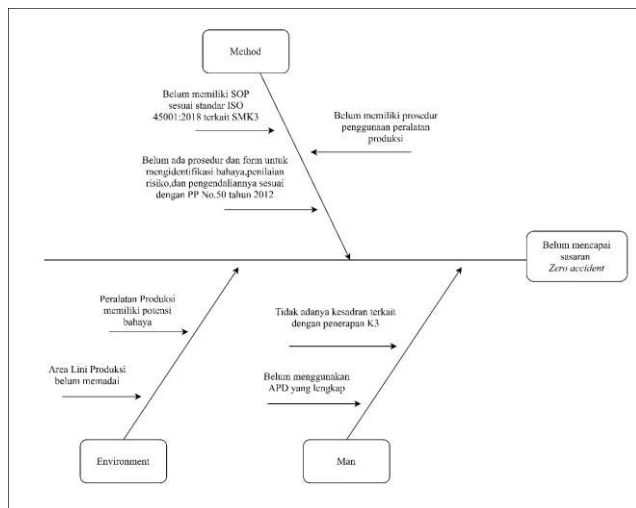 Method
Belum memiliki SOP
sesuai standar ISO
45001:2018 terkait SMK3
Belum memiliki prosedur
penggunaan peralatan
produksi
Belum ada prosedur dan form untuk
mengidentifikasi bahaya,penilaian
risiko,dan pengendaliannya sesuai
dengan PP No.50 tahun 2012
Belum mencapai
sasaran
Zero accident
Peralatan Produksi
memiliki potensi
bahaya
Tidak adanya kesadran terkait
dengan penerapan K3
Area Lini Produksi
belum memadai
Belum menggunakan
APD yang lengkap
Environment
Man